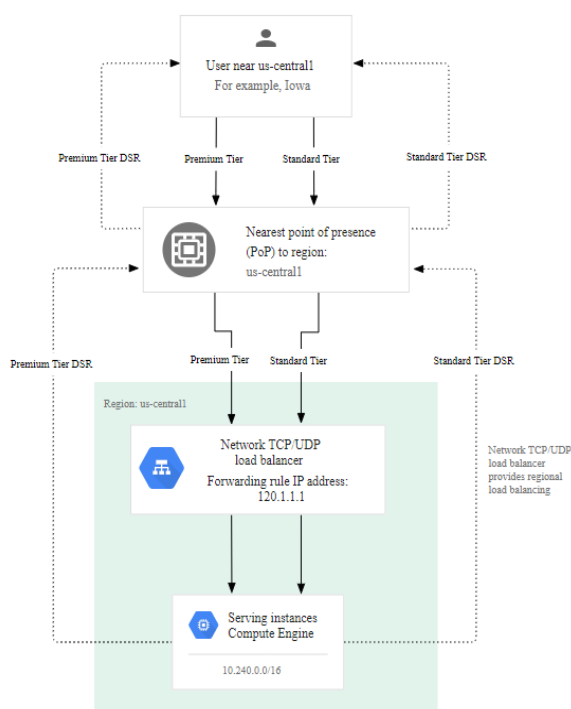 User near us-central1
For example, Iowa
Premium Tier DSR
Premium Tier
Standard Tier
Standard Tier DSR
Nearest point of presence
(PoP) to region:
us-central1
Premium Tier DSR
Premium Tier
Standard Tier
Standard Tier DSR
Region: us-central1
Network TCP/UDP
load balancer
Forwarding rule IP address:
120.1.1.1
Network TCP/UDP
load balancer
provides regional
load balancing
Serving instances
Compute Engine
10.240.0.0/16